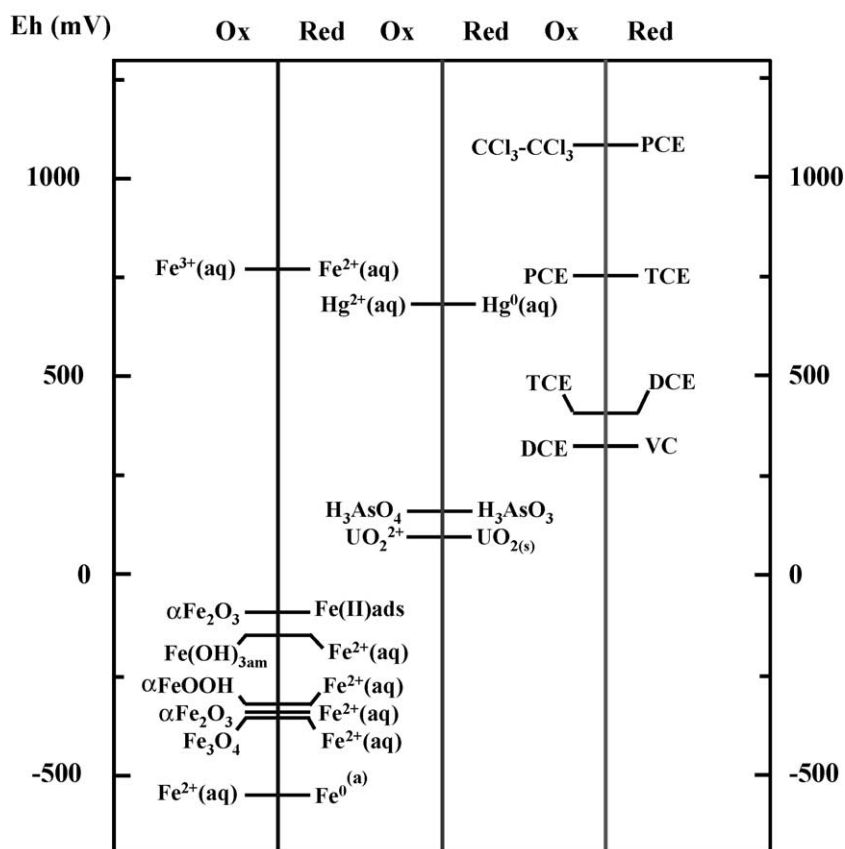 Eh (mV) Ox Red Ox Red Ox Red
CCl₃-CCl₃ PCE
1000 1000
Fe³⁺(aq) Fe²⁺(aq) PCE TCE
Hg²⁺(aq) Hg⁰(aq)
500 TCE DCE 500
DCE VC
H₃AsO₄ H₃AsO₃
UO₂²⁺ UO₂₍ₛ₎
0 0
αFe₂O₃ Fe(II)ads
Fe(OH)₃am Fe²⁺(aq)
αFeOOH Fe²⁺(aq)
αFe₂O₃ Fe²⁺(aq)
Fe₃O₄ Fe²⁺(aq)
-500 -500
Fe²⁺(aq) Fe⁰⁽ᵃ⁾